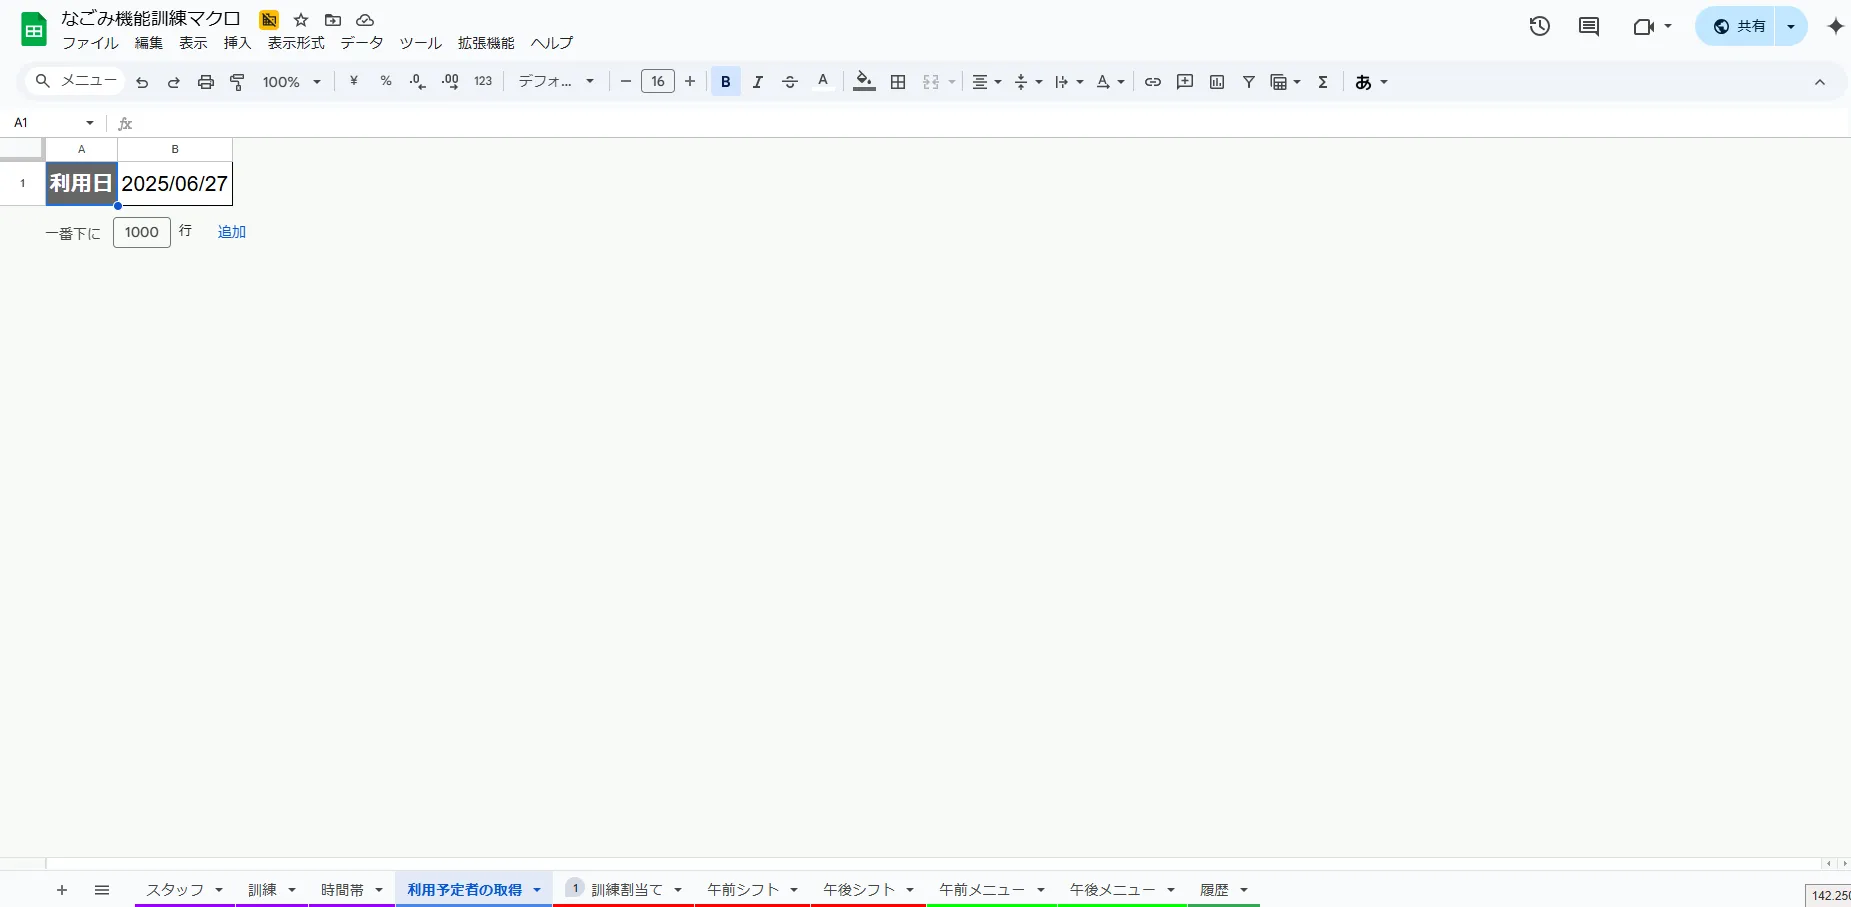 なごみ機能訓練マクロ
ファイル 編集 表示 挿入 表示形式 データ ツール 拡張機能 ヘルプ
共有
メニュー 100% ¥ % .0 .00 123 デフォ... 16 B I A A Σ あ
A1 fx
A B
1 利用日 2025/06/27
一番下に 1000 行 追加
スタッフ 訓練 時間帯 利用予定者の取得 1 訓練割当て 午前シフト 午後シフト 午前メニュー 午後メニュー 履歴